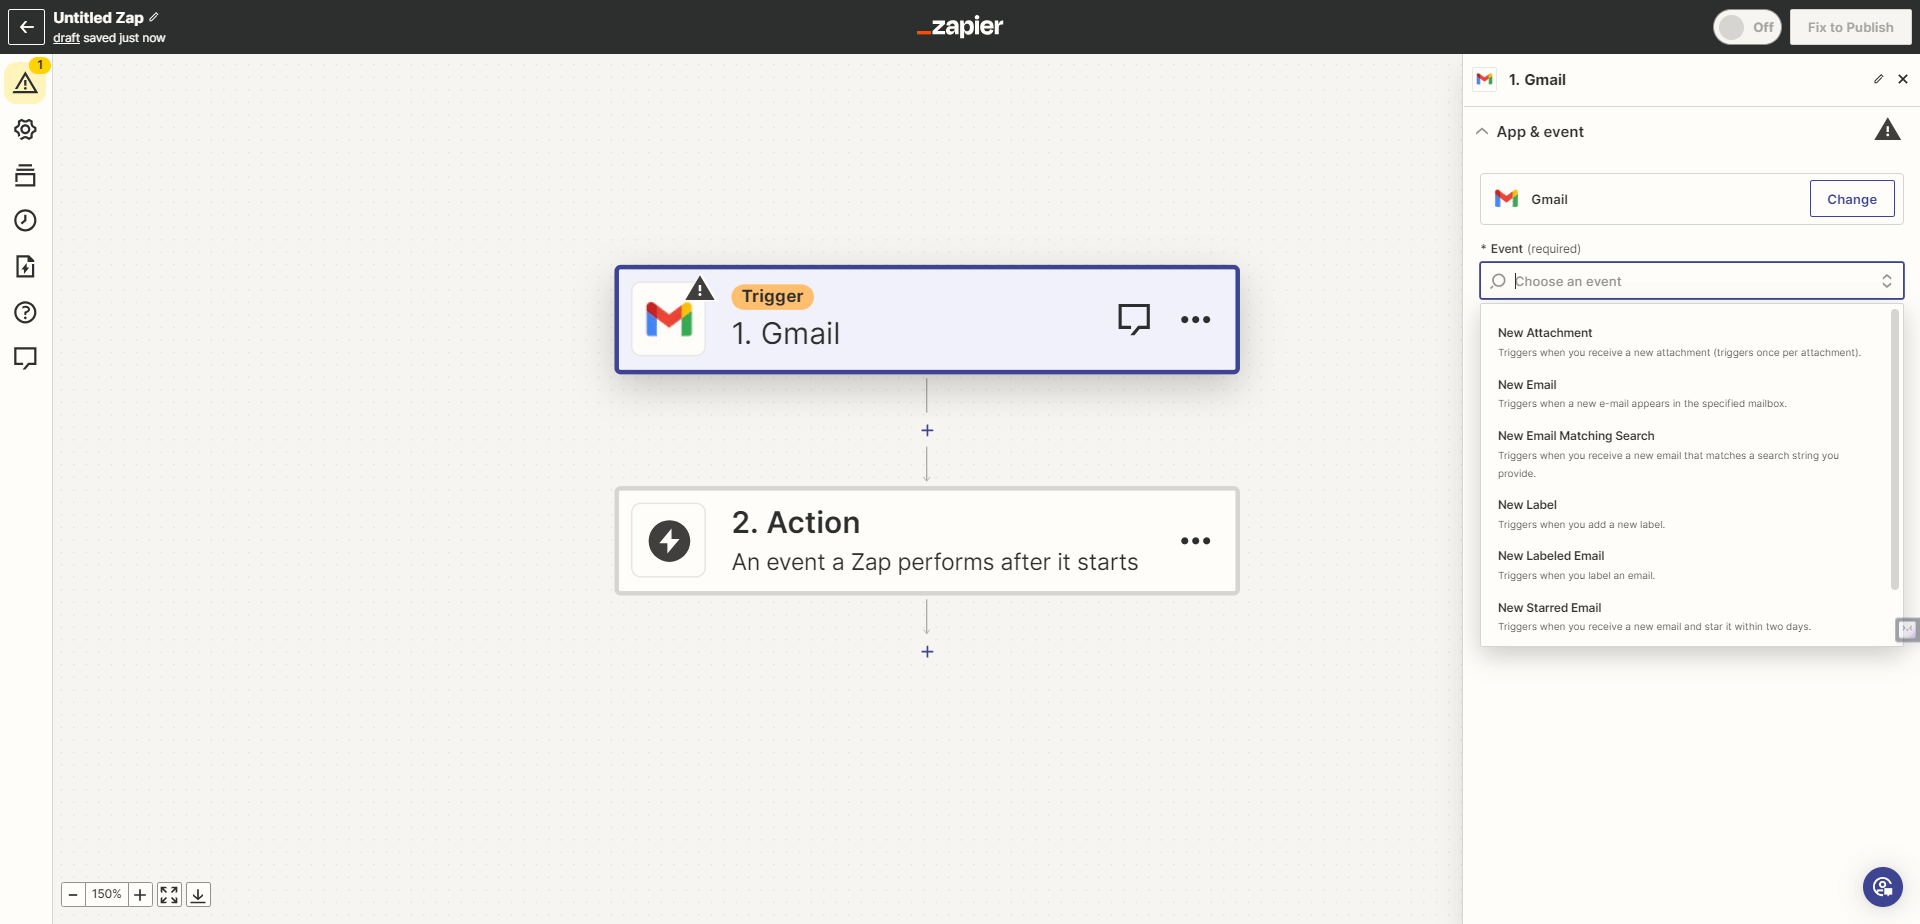 Untitled Zap
draft saved just now
zapier
Off
Fix to Publish
1
1. Gmail
App & event
Gmail
Change
* Event (required)
Choose an event
New Attachment
Triggers when you receive a new attachment (triggers once per attachment).
New Email
Triggers when a new e-mail appears in the specified mailbox.
New Email Matching Search
Triggers when you receive a new email that matches a search string you
provide.
New Label
Triggers when you add a new label.
New Labeled Email
Triggers when you label an email.
New Starred Email
Triggers when you receive a new email and star it within two days.
Trigger
1. Gmail
2. Action
An event a Zap performs after it starts
150%